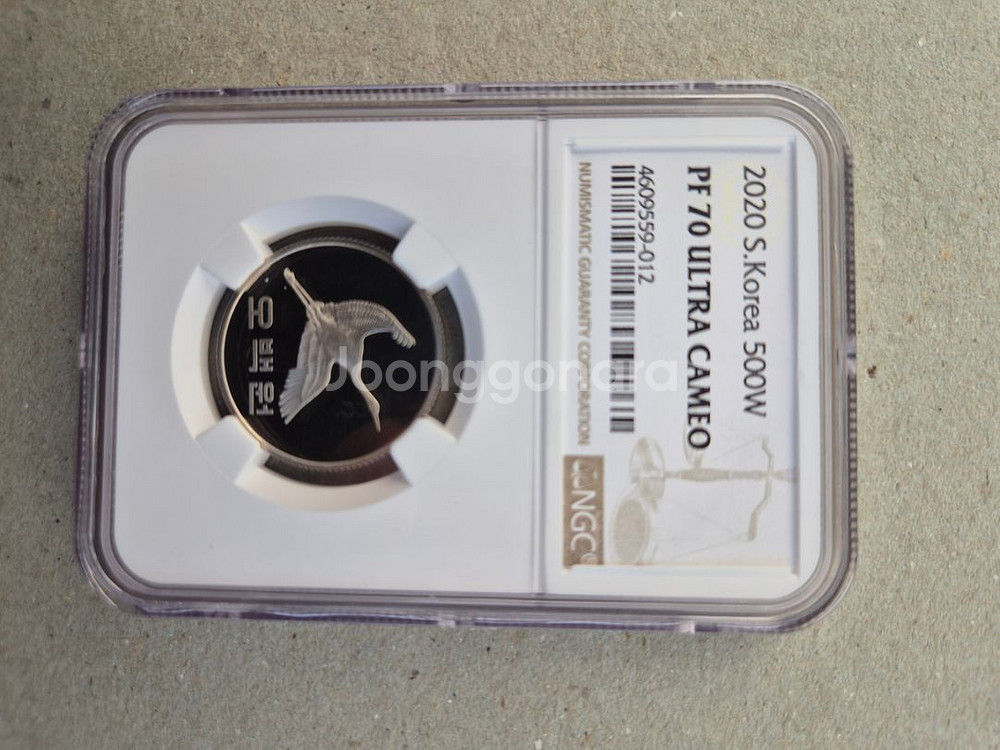 2020 S.Korea 500W
PF 70 ULTRA CAMEO
4609559-012
NUMISMATIC GUARANTY CORPORATION
NGC
오백원
Joonggonara